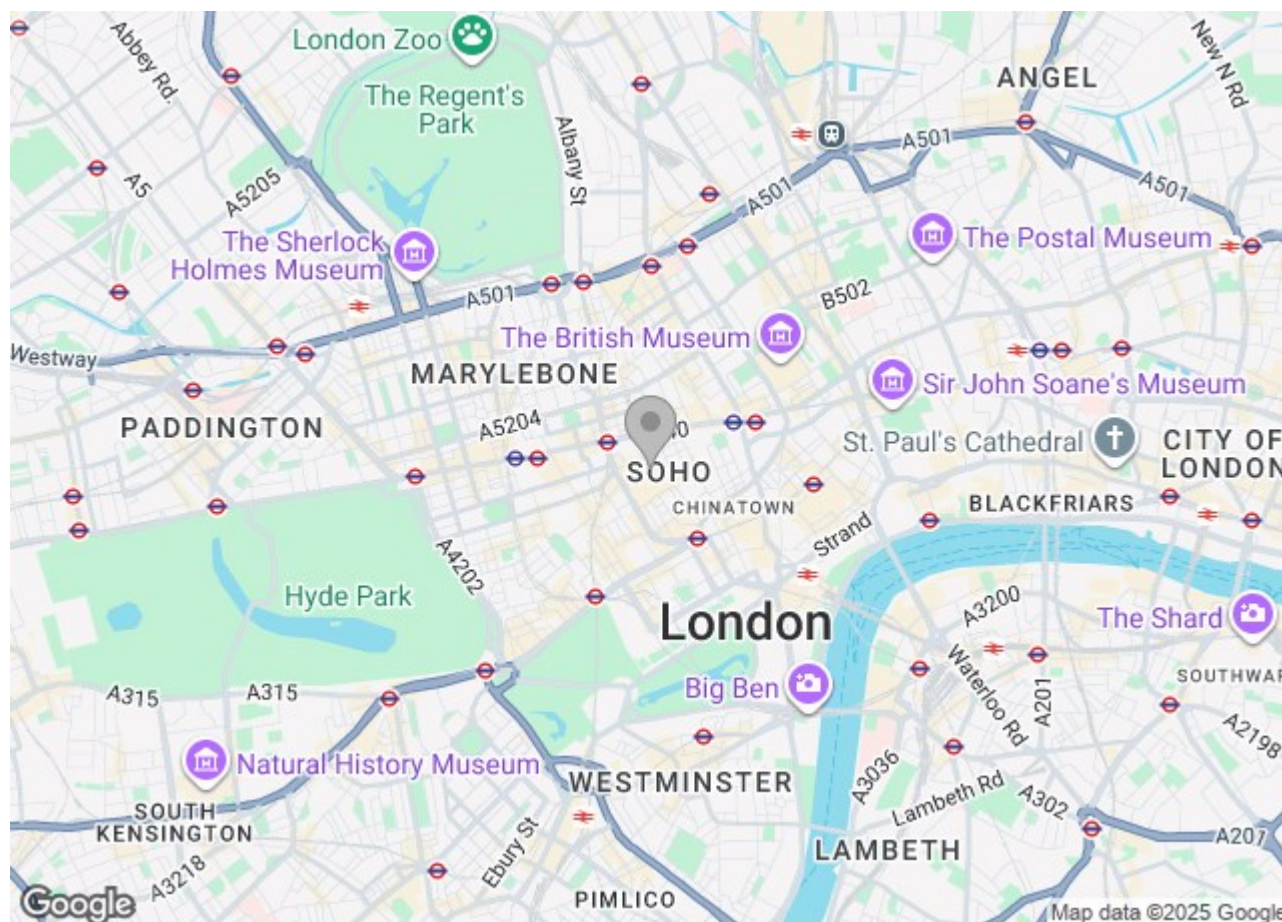 London Zoo
Abbey Rd.
The Regent's
Park
Albany St
ANGEL
New N Rd
A501
A501
A501
A5
A5205
The Sherlock
Holmes Museum
The Postal Museum
A501
B502
Westway
The British Museum
MARYLEBONE
Sir John Soane's Museum
PADDINGTON
A5204
40
St. Paul's Cathedral
CITY OF
LONDON
SOHO
CHINATOWN
BLACKFRIARS
Strand
A4202
Hyde Park
A3200
London
The Shard
Waterloo Rd
A201
SOUTHWAR
Big Ben
A315
A315
A2198
Natural History Museum
WESTMINSTER
A3036
Lambeth Rd
A302
SOUTH
KENSINGTON
A3218
Ebury St
LAMBETH
A201
PIMLICO
Google
Map data ©2025 Google